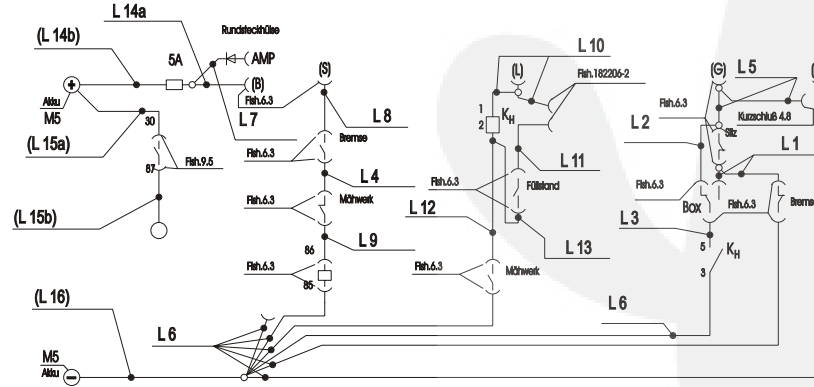 L 14a
(L 14b)
Rundsteckhülse
5A
AMP
(B)
Akku
M5
30
(L 15a)
87
Flsh.9.5
(L 15b)
Flsh.6.3
L 7
(S)
L 8
Bremse
Flsh.6.3
L 4
Mähwerk
Flsh.6.3
L 9
86
Flsh.6.3
85
L 10
(L)
Flsh.182206-2
1
KH
2
L 11
Flsh.6.3
Füllstand
L 12
L 13
Flsh.6.3
Mähwerk
(G)
L 5
Flsh.6.3
Kurzschluß 4.8
L 2
Sitz
L 1
Flsh.6.3
Box
Flsh.6.3
Bremse
L 3
5
KH
3
L 6
(L 16)
L 6
M5
Akku